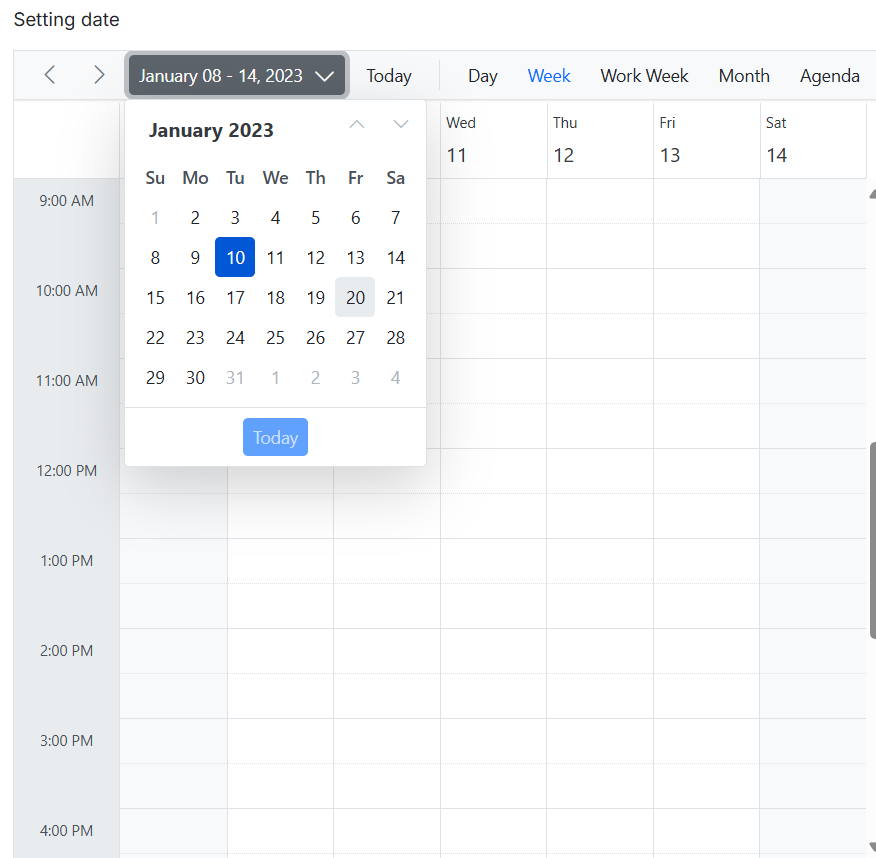 Setting date
January 08 - 14, 2023 Today Day Week Work Week Month Agenda
January 2023
Wed Thu Fri Sat
11 12 13 14
Su Mo Tu We Th Fr Sa
1 2 3 4 5 6 7
8 9 10 11 12 13 14
15 16 17 18 19 20 21
22 23 24 25 26 27 28
29 30 31 1 2 3 4
Today
9:00 AM
10:00 AM
11:00 AM
12:00 PM
1:00 PM
2:00 PM
3:00 PM
4:00 PM